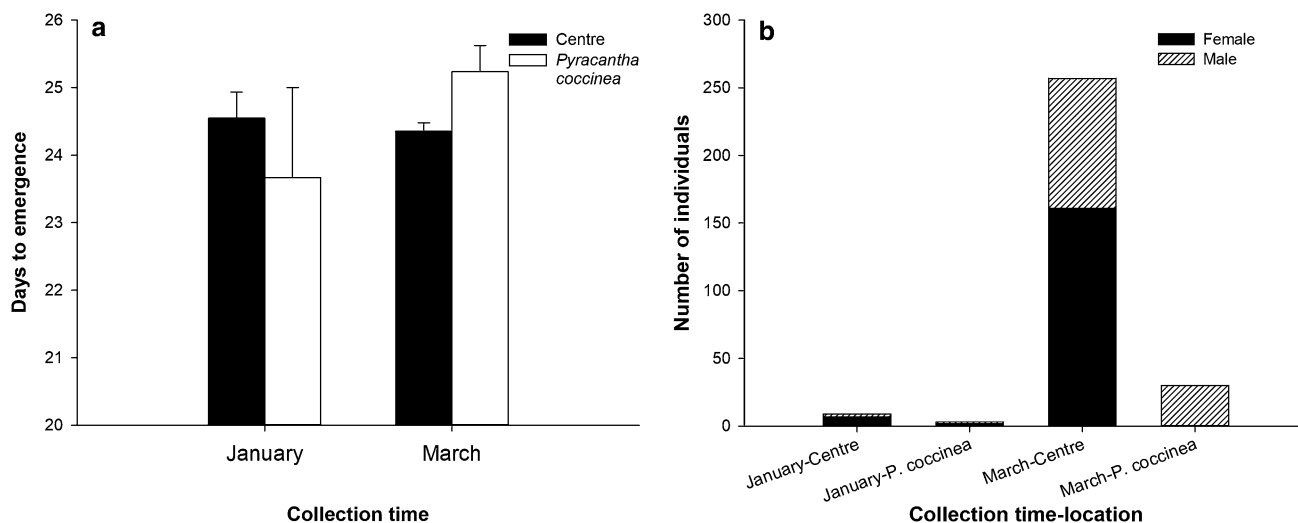 a
Centre
Pyracantha
coccinea
Days to emergence
26
25
24
23
22
21
20
January
March
Collection time
b
Female
Male
Number of individuals
300
250
200
150
100
50
0
January-Centre
January-P. coccinea
March-Centre
March-P. coccinea
Collection time-location